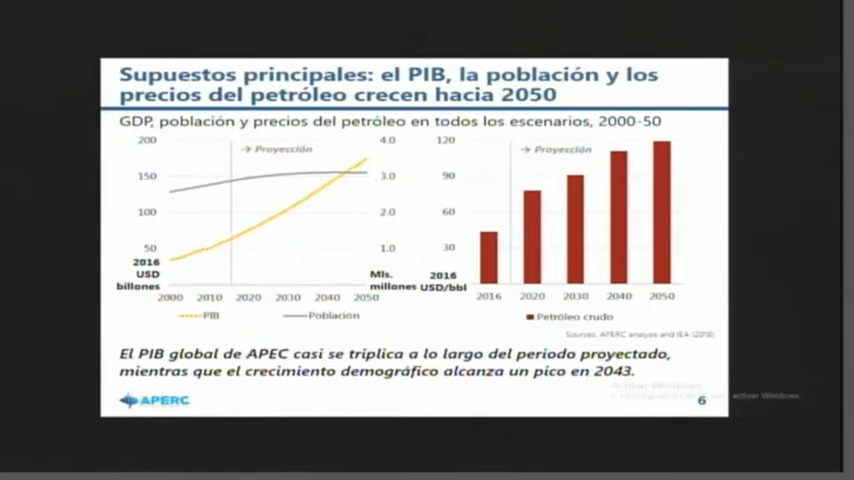 Supuestos principales: el PIB, la población y los
precios del petróleo crecen hacia 2050
GDP, población y precios del petróleo en todos los escenarios, 2000-50
200
150
100
50
2016
USD
billones
→ Proyección
4.0
3.0
2.0
1.0
Mls.
millones
2000 2010 2020 2030 2040 2050
PIB
Población
120
90
60
30
2016
USD/bbl
→ Proyección
2016 2020 2030 2040 2050
Petróleo crudo
Sources: APERC analysis and IEA (2018).
El PIB global de APEC casi se triplica a lo largo del periodo proyectado,
mientras que el crecimiento demográfico alcanza un pico en 2043.
APERC
6
Activar Windows
activar Windows.